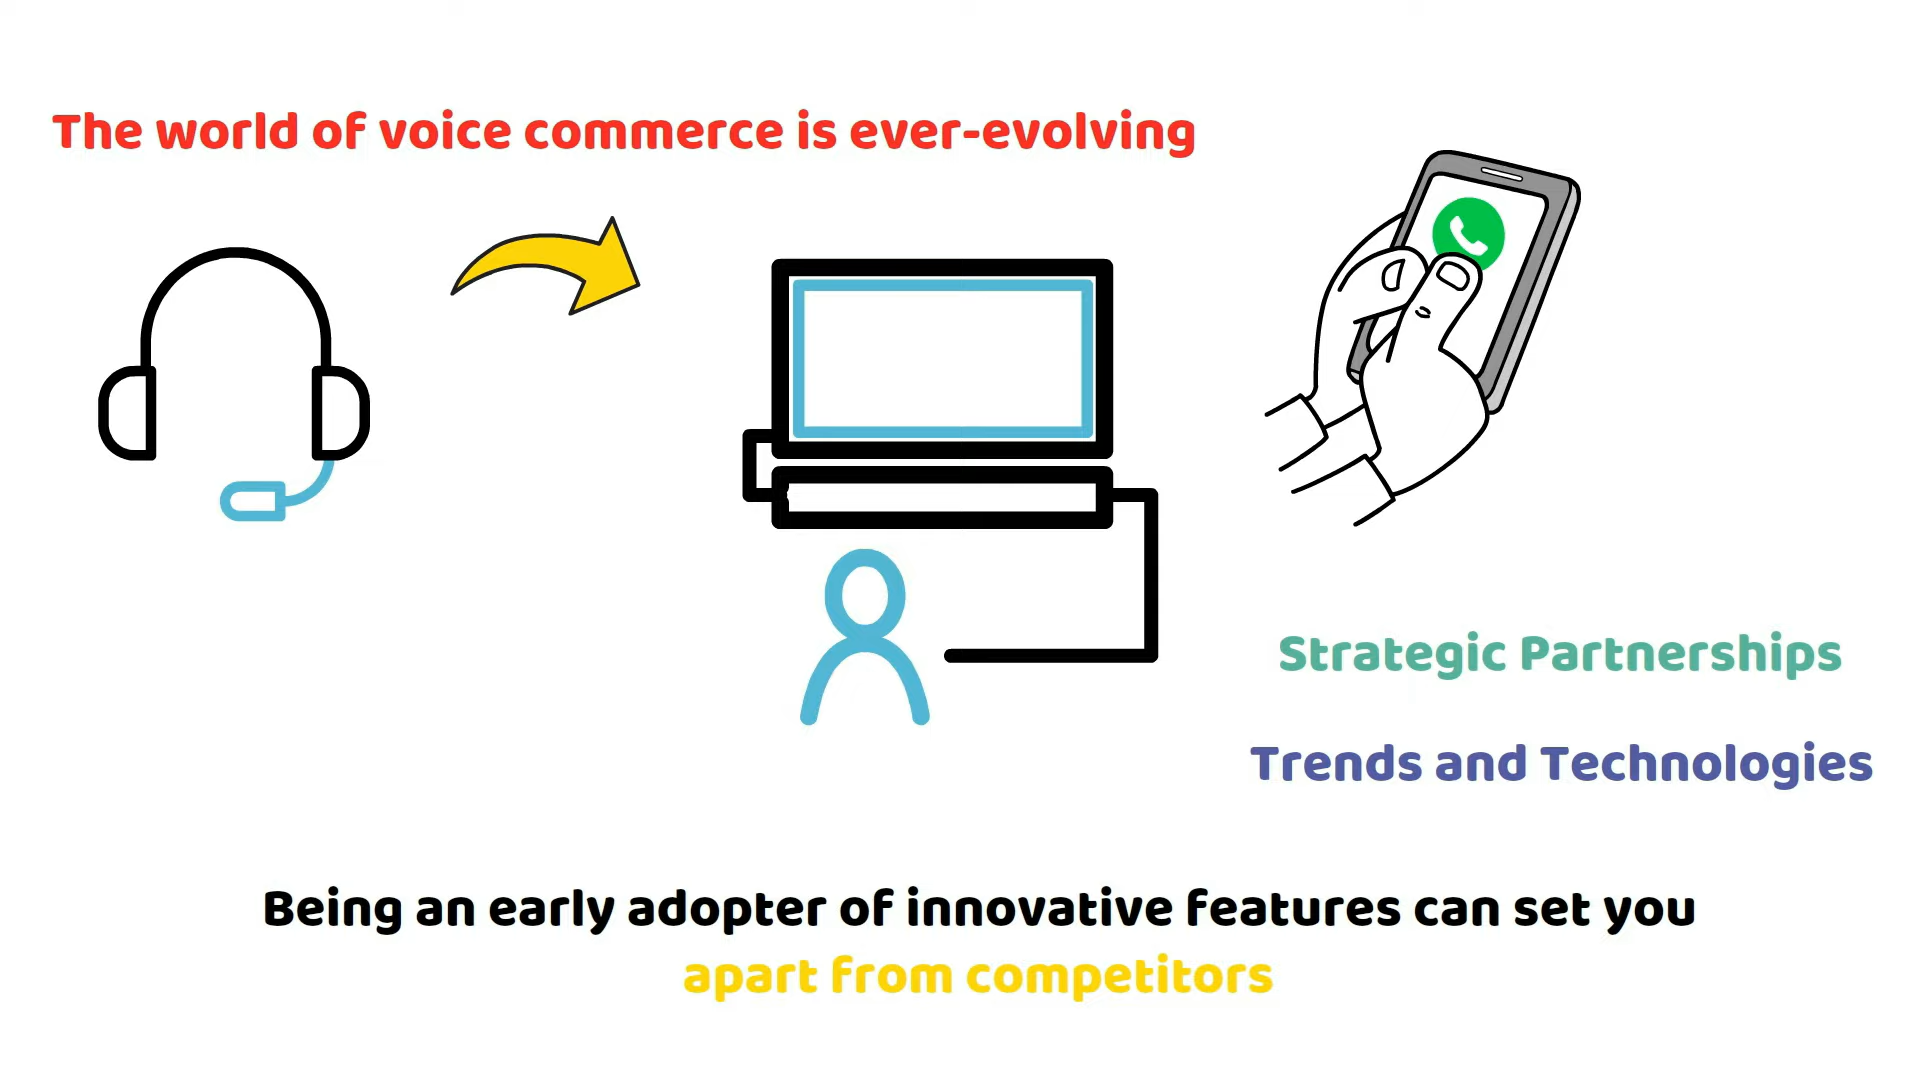 The world of voice commerce is ever-evolving
Strategic Partnerships
Trends and Technologies
Being an early adopter of innovative features can set you
apart from competitors